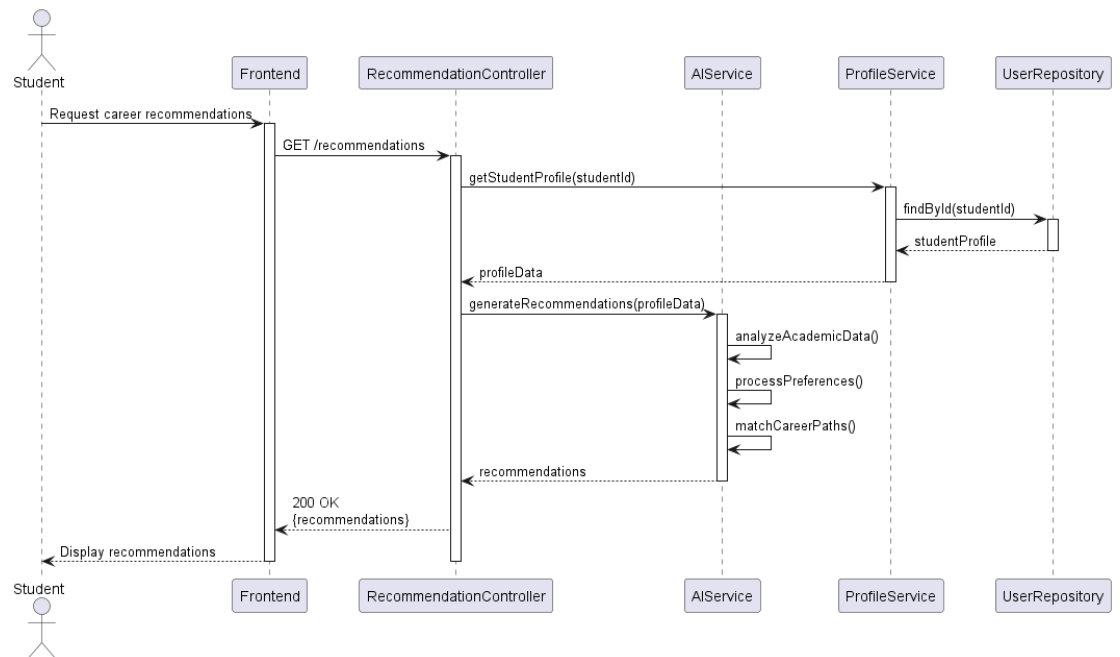 Student
Frontend
RecommendationController
AIService
ProfileService
UserRepository
Request career recommendations
GET /recommendations
getStudentProfile(studentId)
findById(studentId)
studentProfile
profileData
generateRecommendations(profileData)
analyzeAcademicData()
processPreferences()
matchCareerPaths()
recommendations
200 OK
{recommendations}
Display recommendations
Student
Frontend
RecommendationController
AIService
ProfileService
UserRepository